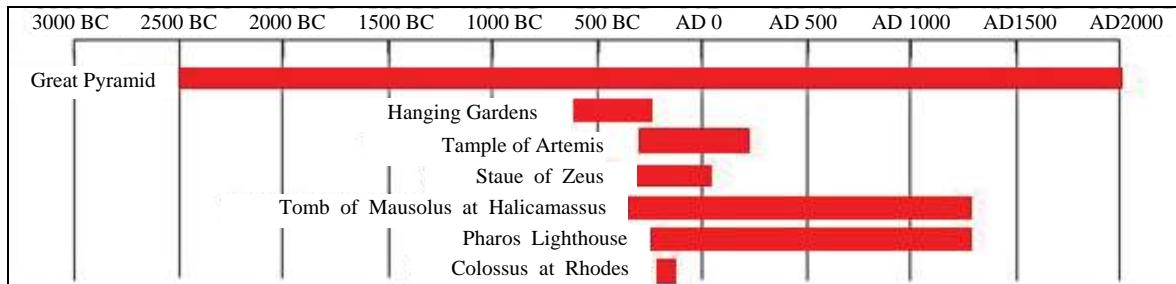 3000 BC 2500 BC 2000 BC 1500 BC 1000 BC 500 BC AD 0 AD 500 AD 1000 AD1500 AD2000
Great Pyramid
Hanging Gardens
Tample of Artemis
Staue of Zeus
Tomb of Mausolus at Halicamassus
Pharos Lighthouse
Colossus at Rhodes